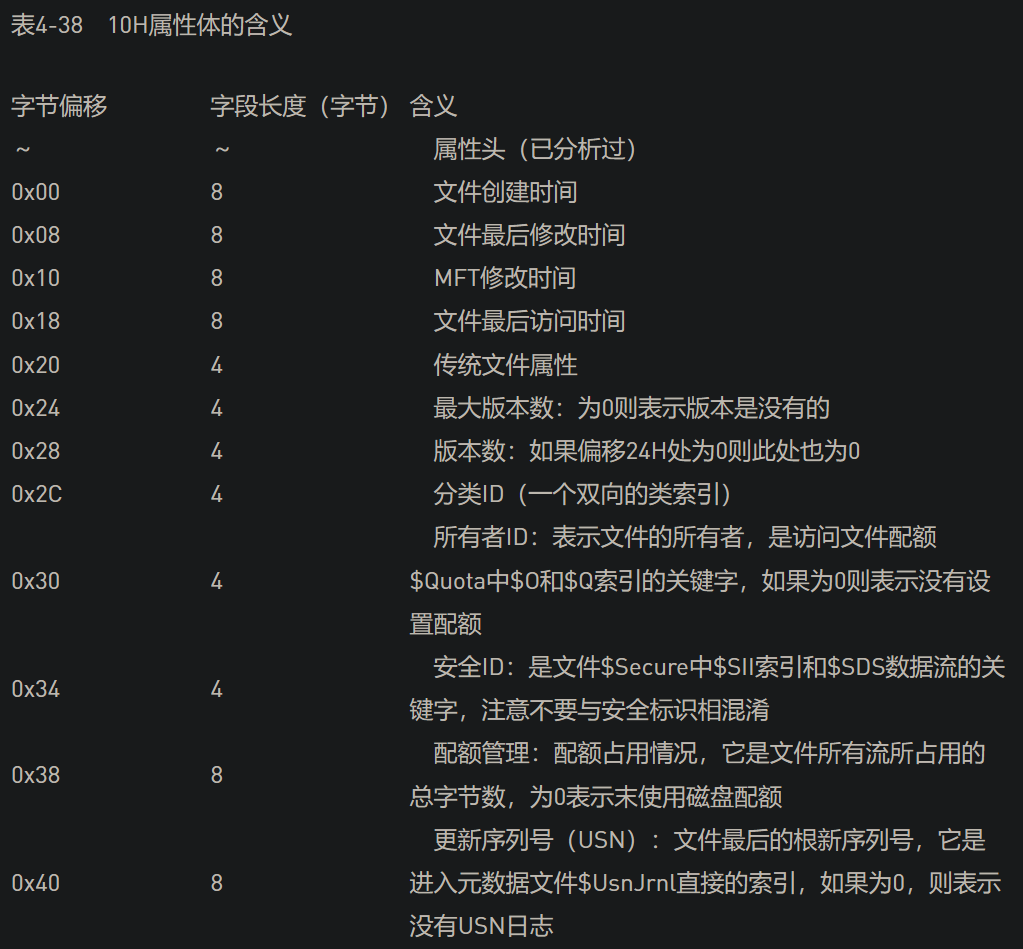 表4-38 10H属性体的含义
字节偏移 字段长度（字节） 含义
~ ~ 属性头（已分析过）
0x00 8 文件创建时间
0x08 8 文件最后修改时间
0x10 8 MFT修改时间
0x18 8 文件最后访问时间
0x20 4 传统文件属性
0x24 4 最大版本数：为0则表示版本是没有的
0x28 4 版本数：如果偏移24H处为0则此处也为0
0x2C 4 分类ID（一个双向的类索引）
所有者ID：表示文件的所有者，是访问文件配额
0x30 4 $Quota中$O和$Q索引的关键字，如果为0则表示没有设
置配额
安全ID：是文件$Secure中$SII索引和$SDS数据流的关
0x34 4 键字，注意不要与安全标识相混淆
配额管理：配额占用情况，它是文件所有流所占用的
0x38 8 总字节数，为0表示末使用磁盘配额
更新序列号（USN）：文件最后的根新序列号，它是
0x40 8 进入元数据文件$UsnJrnl直接的索引，如果为0，则表示
没有USN日志